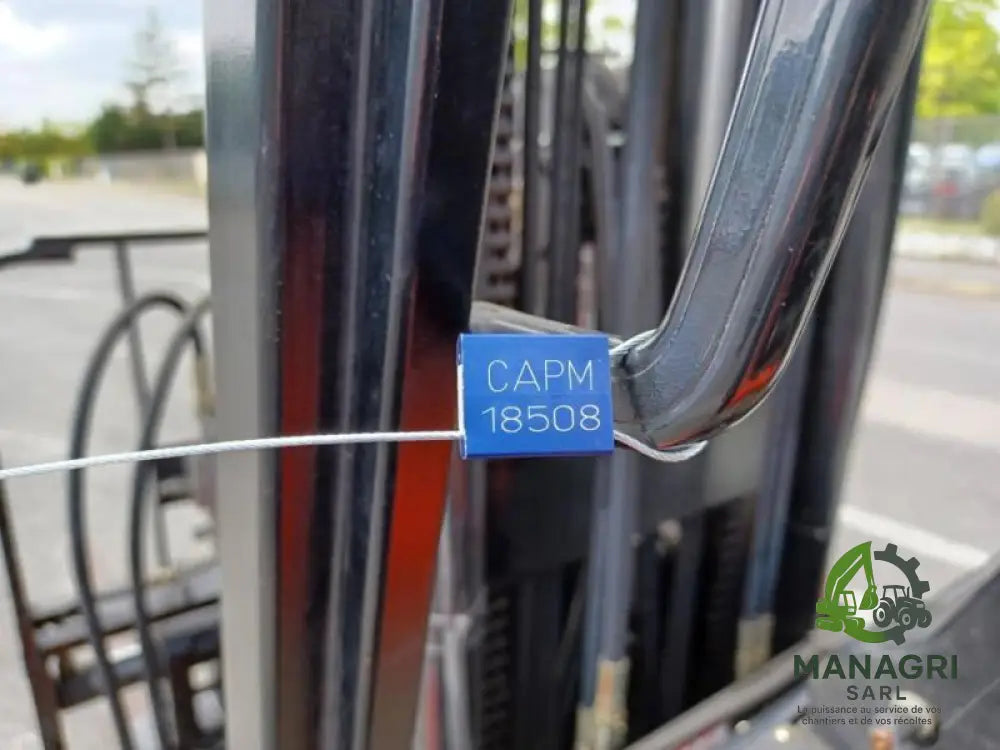 CAPM
18508
MANAGRI
SARL
La puissance au service de vos
chantiers et de vos récoltes